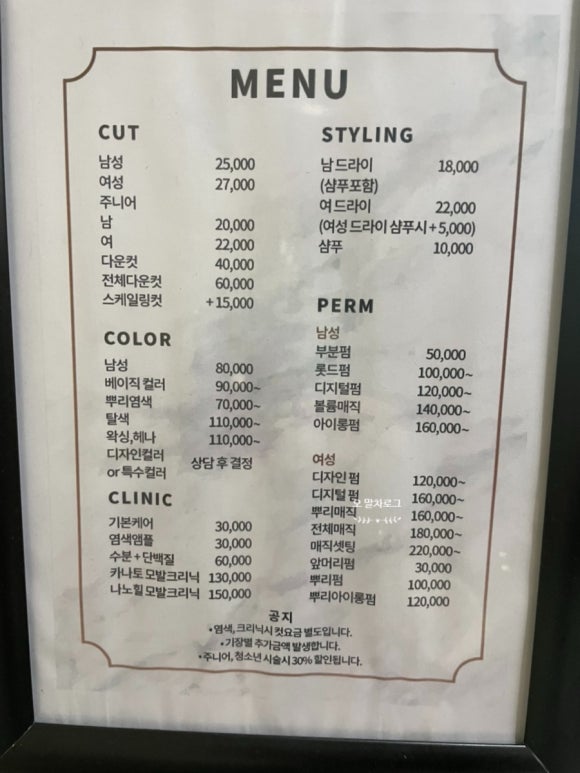 MENU
CUT
남성 25,000
여성 27,000
주니어
남 20,000
여 22,000
다운컷 40,000
전체다운컷 60,000
스케일링컷 +15,000
COLOR
남성 80,000
베이직 컬러 90,000~
뿌리염색 70,000~
탈색 110,000~
왁싱,헤나 110,000~
디자인컬러
or 특수컬러 상담 후 결정
CLINIC
기본케어 30,000
염색앰플 30,000
수분+단백질 60,000
카나토 모발크리닉 130,000
나노힐 모발크리닉 150,000
STYLING
남 드라이 18,000
(샴푸포함)
여 드라이 22,000
(여성 드라이 샴푸시 +5,000)
샴푸 10,000
PERM
남성
부분펌 50,000
롯드펌 100,000~
디지털펌 120,000~
볼륨매직 140,000~
아이롱펌 160,000~
여성
디자인 펌 120,000~
디지털 펌 160,000~
뿌리매직 160,000~
전체매직 180,000~
매직셋팅 220,000~
앞머리펌 30,000
뿌리펌 100,000
뿌리아이롱펌 120,000
오 말차로그
공지
•염색, 크리닉시 컷요금 별도입니다.
•기장별 추가금액 발생합니다.
•주니어, 청소년 시술시 30% 할인됩니다.